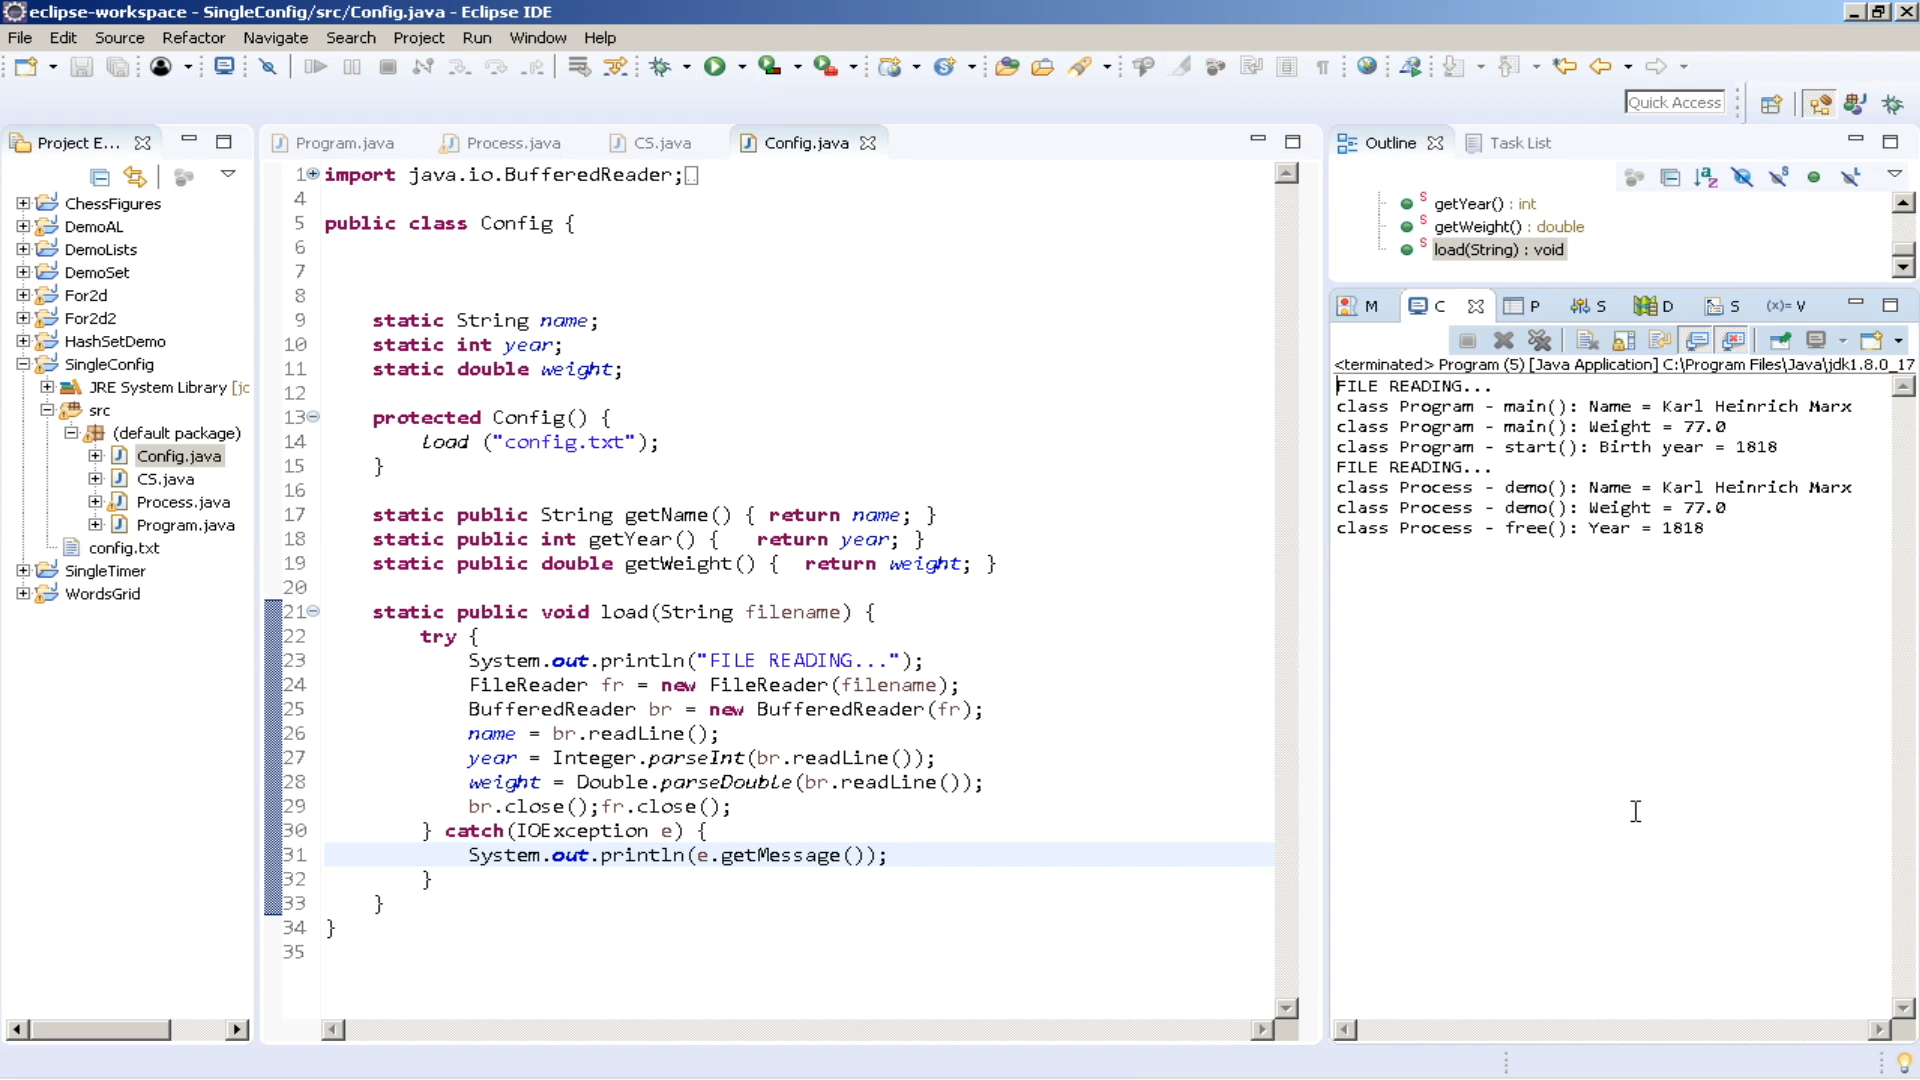 eclipse-workspace - SingleConfig/src/Config.java - Eclipse IDE
File Edit Source Refactor Navigate Search Project Run Window Help
Quick Access
Project E...
ChessFigures
DemoAL
DemoLists
DemoSet
For2d
For2d2
HashSetDemo
SingleConfig
JRE System Library [jc
src
(default package)
Config.java
CS.java
Process.java
Program.java
config.txt
SingleTimer
WordsGrid
Program.java Process.java CS.java Config.java
1 import java.io.BufferedReader;
4
5 public class Config {
6
7
8
9 static String name;
10 static int year;
11 static double weight;
12
13 protected Config() {
14 load ("config.txt");
15 }
16
17 static public String getName() { return name; }
18 static public int getYear() { return year; }
19 static public double getWeight() { return weight; }
20
21 static public void load(String filename) {
22 try {
23 System.out.println("FILE READING...");
24 FileReader fr = new FileReader(filename);
25 BufferedReader br = new BufferedReader(fr);
26 name = br.readLine();
27 year = Integer.parseInt(br.readLine());
28 weight = Double.parseDouble(br.readLine());
29 br.close();fr.close();
30 } catch(IOException e) {
31 System.out.println(e.getMessage());
32 }
33 }
34 }
35
Outline Task List
getYear() : int
getWeight() : double
load(String) : void
M C P S D S (x)= V
<terminated> Program (5) [Java Application] C:\Program Files\Java\jdk1.8.0_17
FILE READING...
class Program - main(): Name = Karl Heinrich Marx
class Program - main(): Weight = 77.0
class Program - start(): Birth year = 1818
FILE READING...
class Process - demo(): Name = Karl Heinrich Marx
class Process - demo(): Weight = 77.0
class Process - free(): Year = 1818